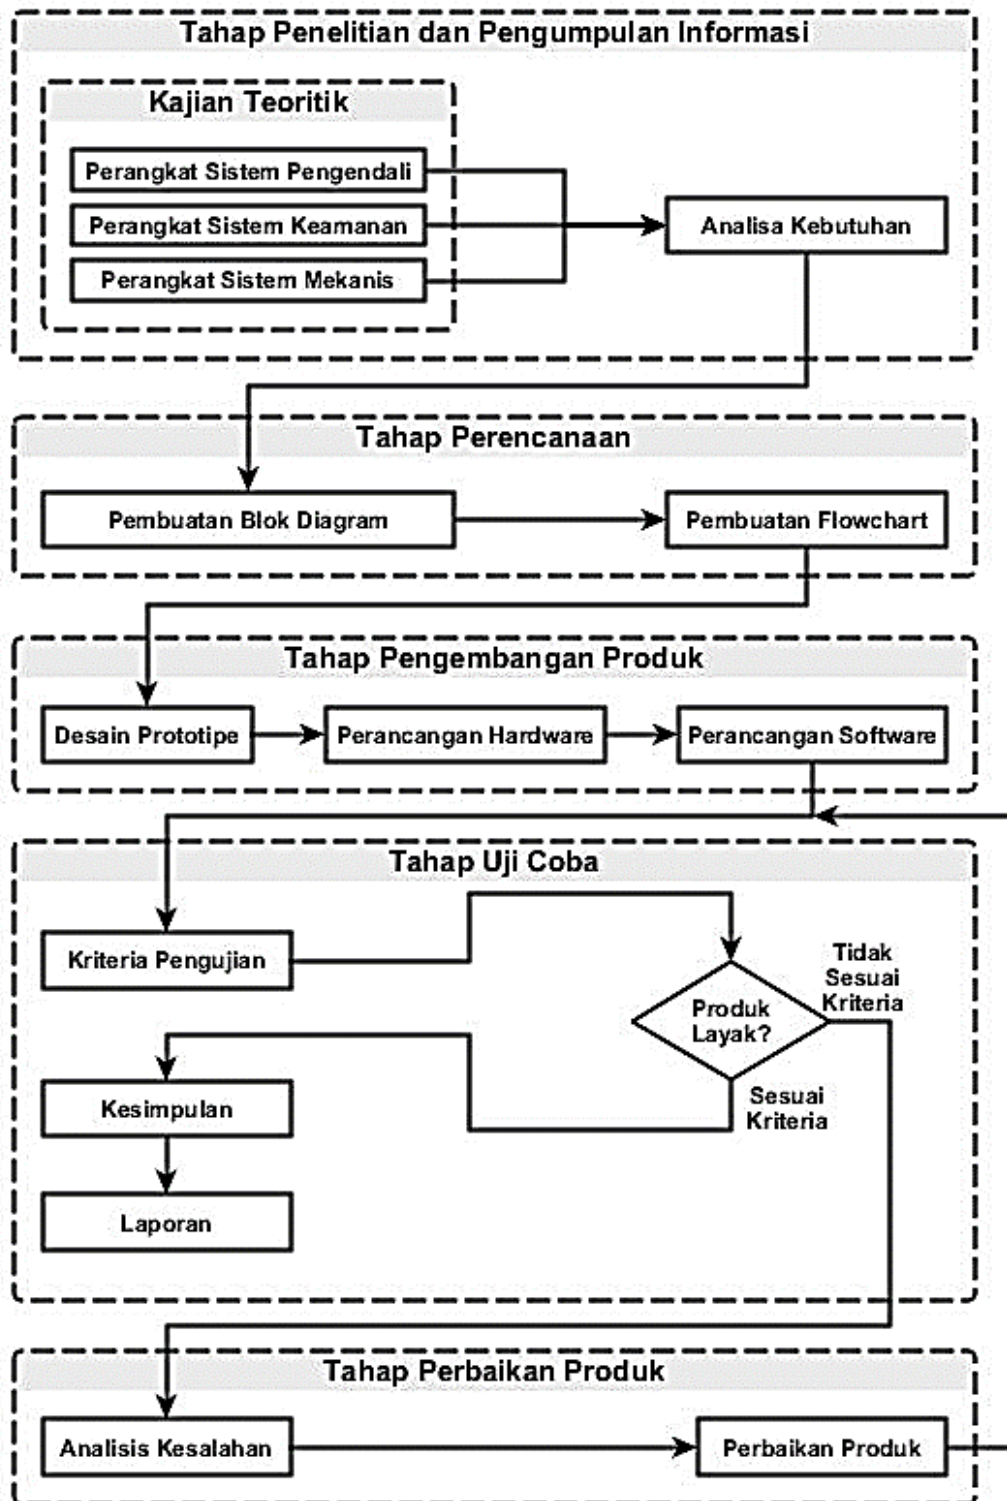 Tahap Penelitian dan Pengumpulan Informasi
Kajian Teoritik
Perangkat Sistem Pengendali
Perangkat Sistem Keamanan
Perangkat Sistem Mekanis
Analisa Kebutuhan
Tahap Perencanaan
Pembuatan Blok Diagram
Pembuatan Flowchart
Tahap Pengembangan Produk
Desain Prototipe
Perancangan Hardware
Perancangan Software
Tahap Uji Coba
Kriteria Pengujian
Produk
Layak?
Tidak
Sesuai
Kriteria
Sesuai
Kriteria
Kesimpulan
Laporan
Tahap Perbaikan Produk
Analisis Kesalahan
Perbaikan Produk